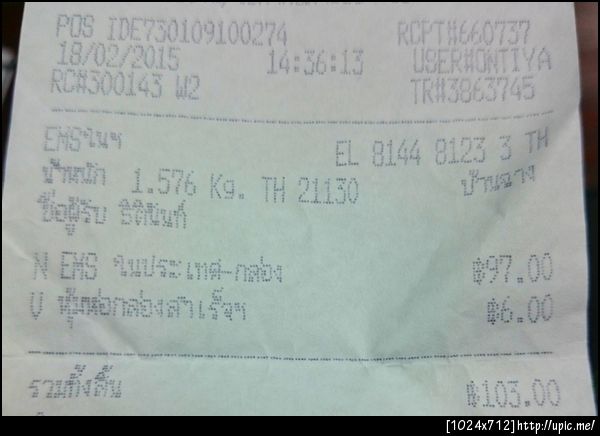 POS IDE730109100274 RCPT#660737
18/02/2015 14:36:13 USER#ONTIYA
RC#300143 W2 TR#3863745
EMSในฯ EL 8144 8123 3 TH
น้ำหนัก 1.576 Kg. TH 21130 บ้านฉาง
ชื่อผู้รับ ธิตินันท์
N EMS ในประเทศ-กล่อง ฿97.00
V หุ้มห่อกล่องสำเร็จฯ ฿6.00
รวมทั้งสิ้น ฿103.00
[1024x712]http://upic.me/